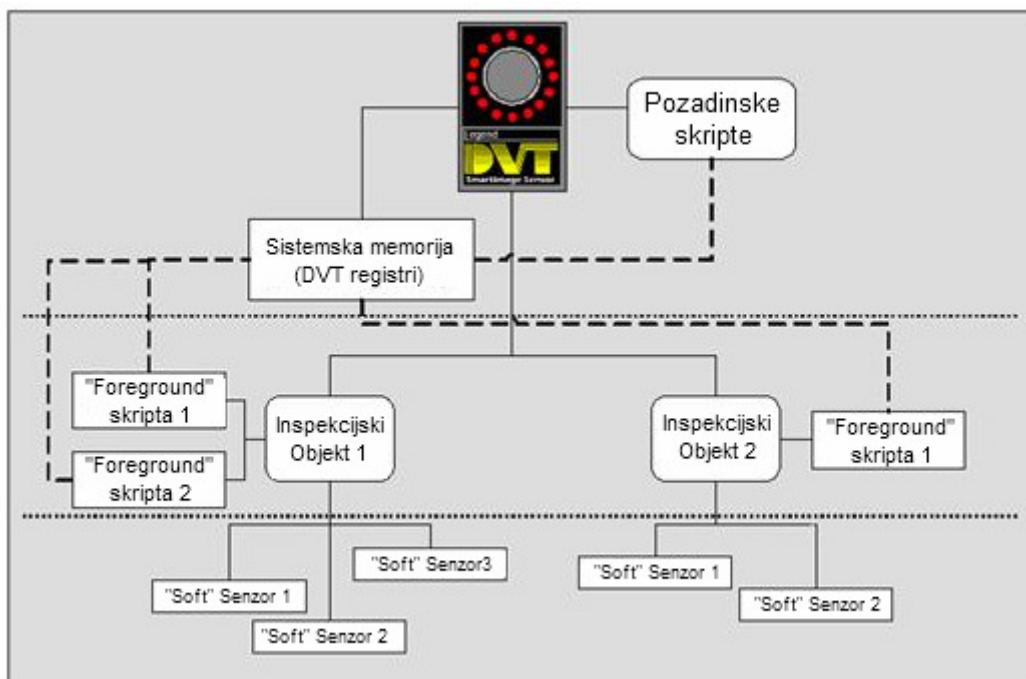 Legend
DVT
SmartImage Sensor
Pozadinske
skripte
Sistemska memorija
(DVT registri)
"Foreground"
skripta 1
"Foreground"
skripta 2
Inspekcijski
Objekt 1
Inspekcijski
Objekt 2
"Foreground"
skripta 1
"Soft" Senzor 1
"Soft" Senzor 2
"Soft" Senzor3
"Soft" Senzor 1
"Soft" Senzor 2